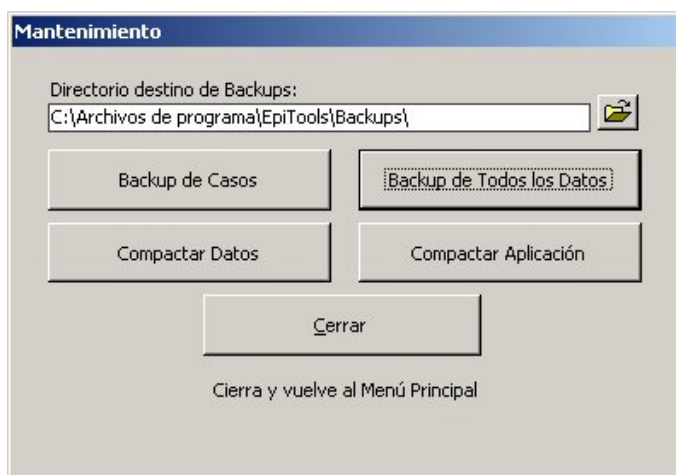 Mantenimiento
Directorio destino de Backups:
C:\Archivos de programa\EpiTools\Backups\
Backup de Casos
Backup de Todos los Datos
Compactar Datos
Compactar Aplicación
Cerrar
Cierra y vuelve al Menú Principal